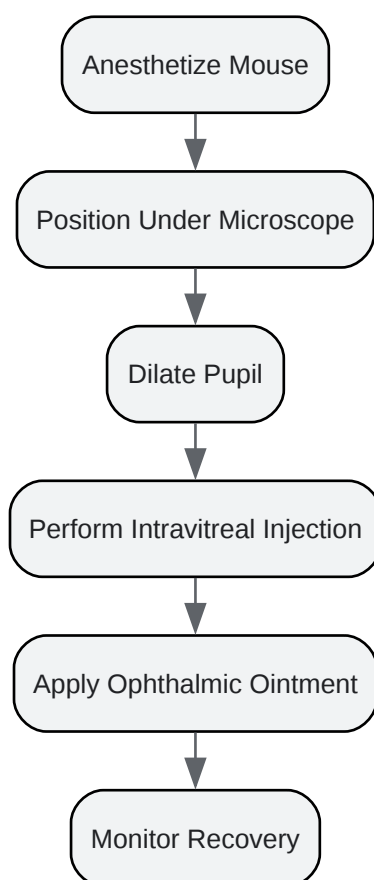 Anesthetize Mouse
Position Under Microscope
Dilate Pupil
Perform Intravitreal Injection
Apply Ophthalmic Ointment
Monitor Recovery